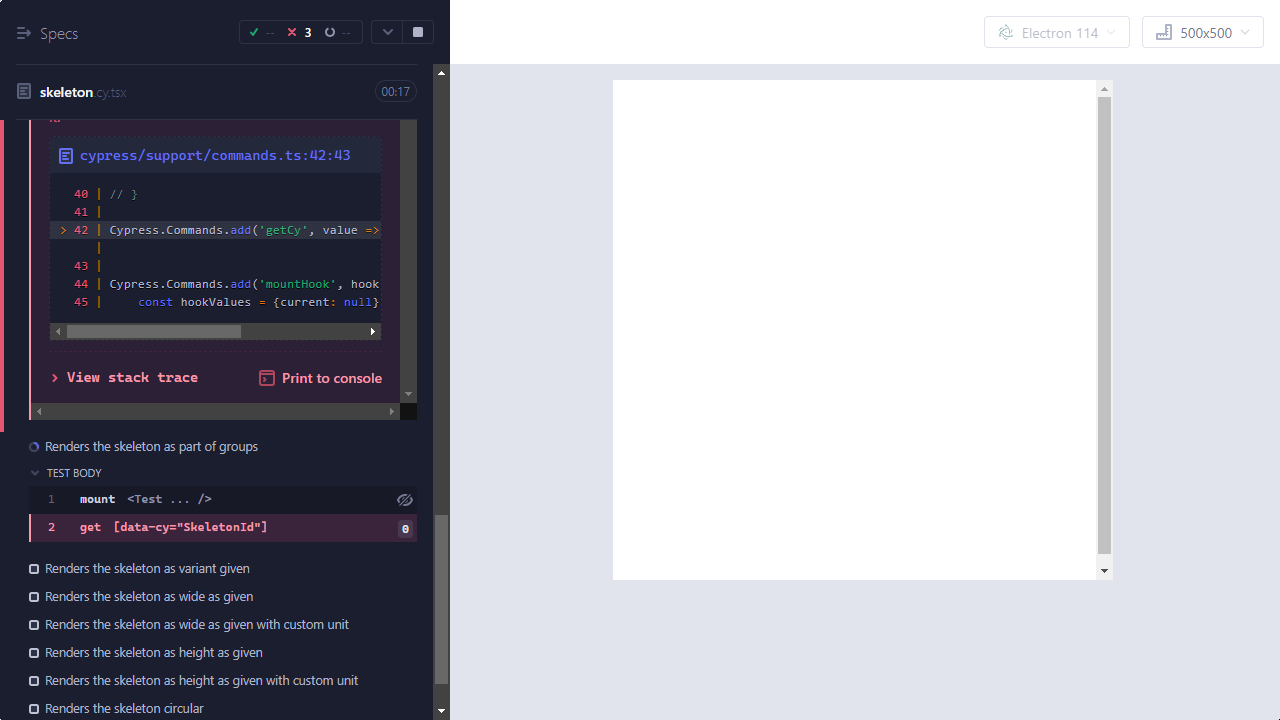 Specs
--
3
--
Electron 114
500x500
skeleton.cy.tsx
00:17
cypress/support/commands.ts:42:43
40 | // }
41 |
> 42 | Cypress.Commands.add('getCy', value =>
|
43 |
44 | Cypress.Commands.add('mountHook', hook
45 | const hookValues = {current: null}
> View stack trace
Print to console
Renders the skeleton as part of groups
TEST BODY
1 mount <Test ... />
2 get [data-cy="SkeletonId"] 0
Renders the skeleton as variant given
Renders the skeleton as wide as given
Renders the skeleton as wide as given with custom unit
Renders the skeleton as height as given
Renders the skeleton as height as given with custom unit
Renders the skeleton circular